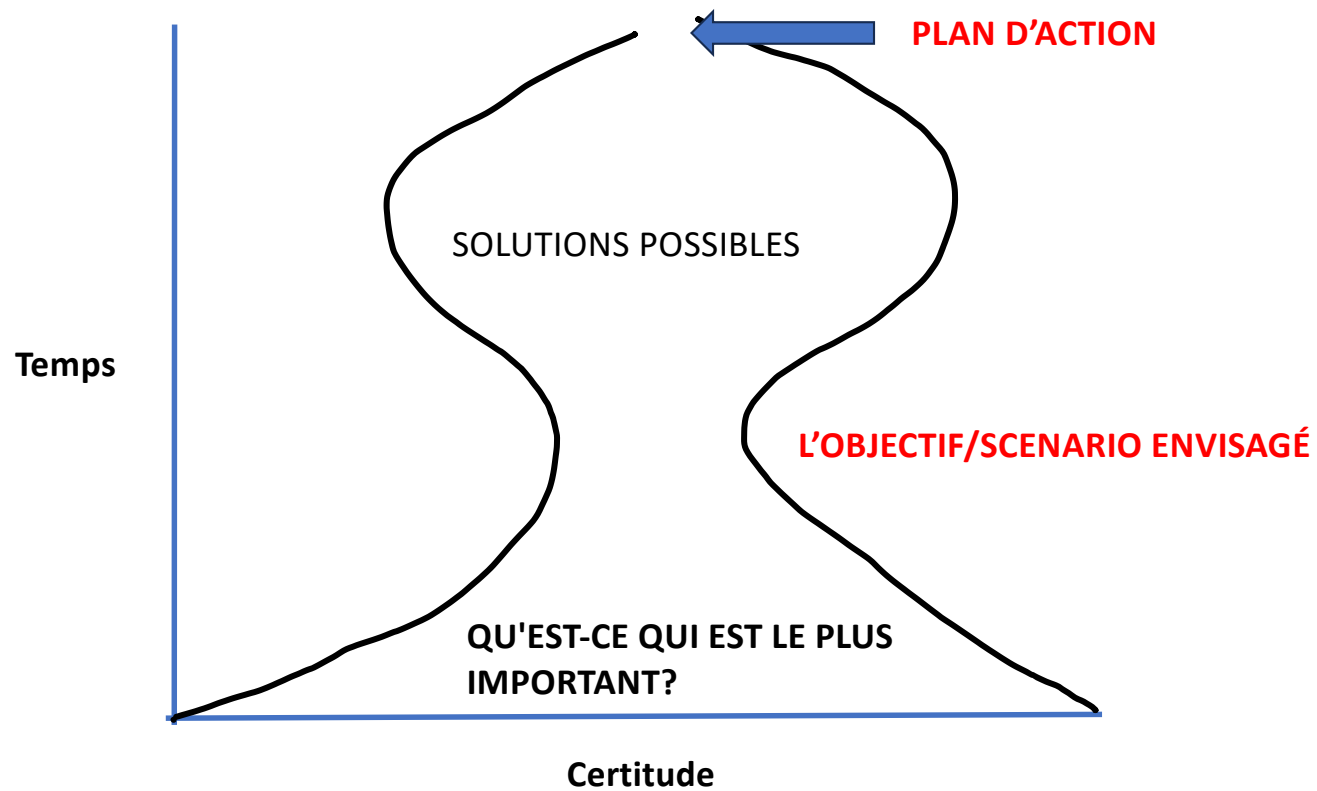 PLAN D’ACTION
SOLUTIONS POSSIBLES
Temps
L’OBJECTIF/SCENARIO ENVISAGÉ
QU'EST-CE QUI EST LE PLUS
IMPORTANT?
Certitude